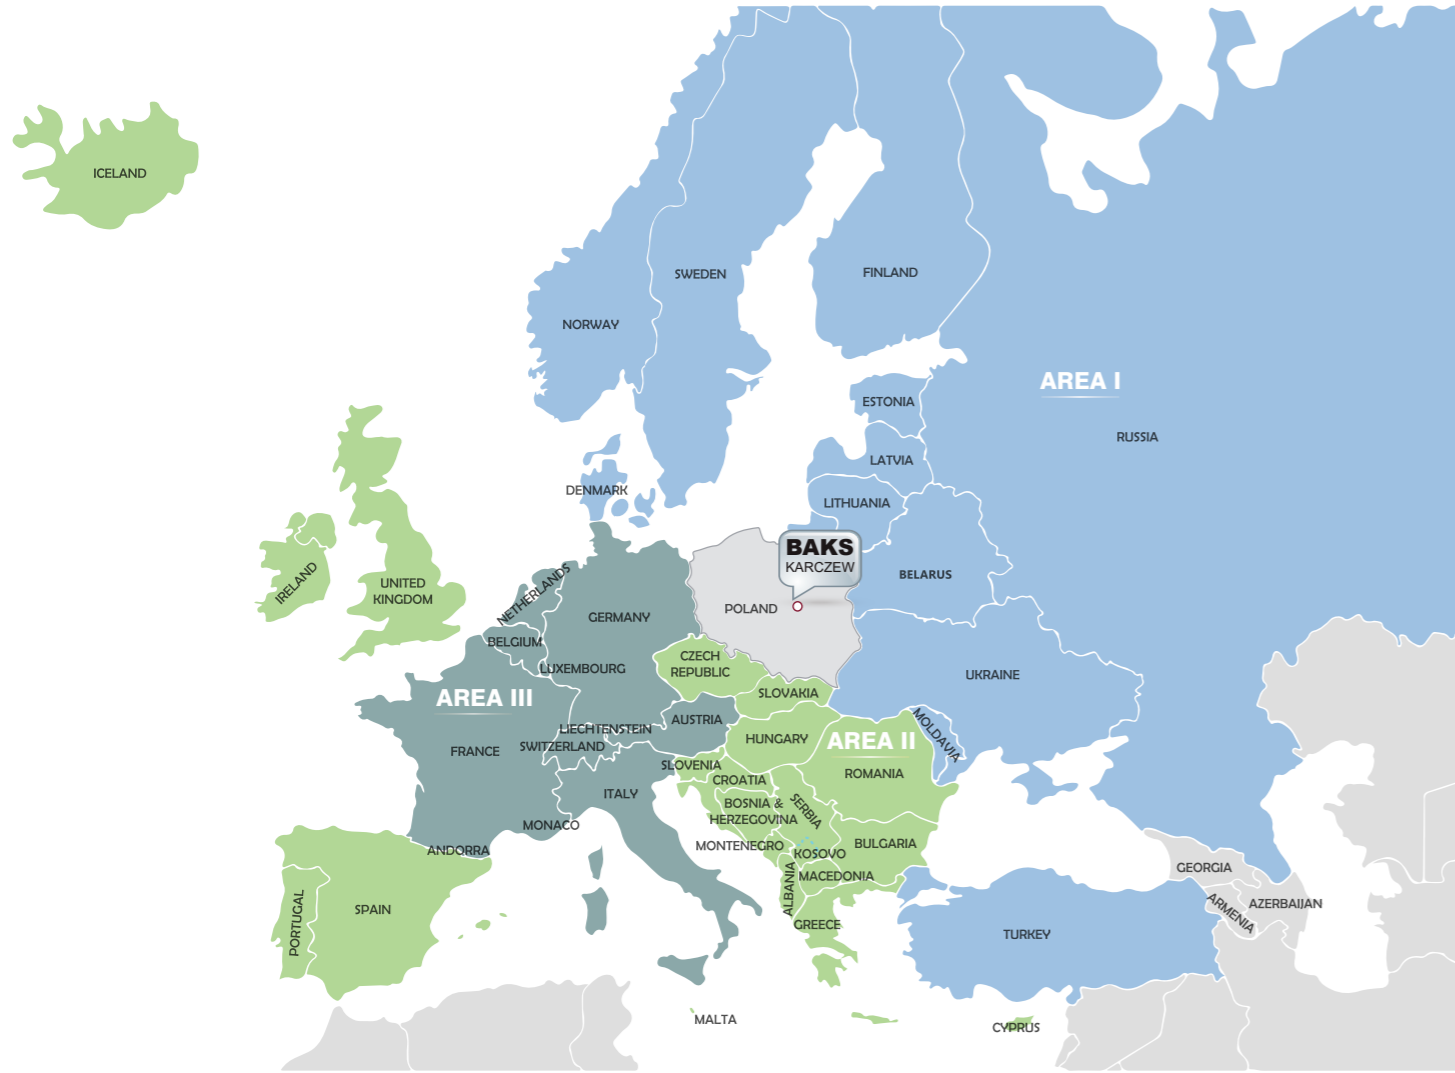 ICELAND
SWEDEN
FINLAND
NORWAY
AREA I
ESTONIA
RUSSIA
LATVIA
DENMARK
LITHUANIA
BAKS
KARCZEW
BELARUS
IRELAND
UNITED
KINGDOM
NETHERLANDS
GERMANY
POLAND
BELGIUM
LUXEMBOURG
CZECH
REPUBLIC
UKRAINE
SLOVAKIA
AREA III
AUSTRIA
LIECHTENSTEIN
SWITZERLAND
FRANCE
HUNGARY
AREA II
MOLDAVIA
SLOVENIA
ROMANIA
CROATIA
ITALY
BOSNIA &
HERZEGOVINA
SERBIA
MONACO
MONTENEGRO
ANDORRA
KOSOVO
BULGARIA
GEORGIA
MACEDONIA
ALBANIA
ARMENIA
AZERBAIJAN
PORTUGAL
SPAIN
GREECE
TURKEY
MALTA
CYPRUS